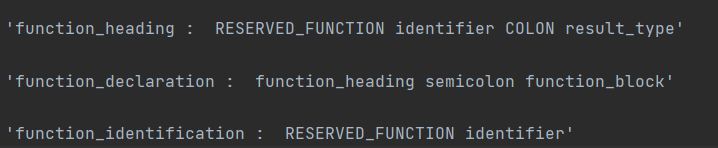 'function_heading :  RESERVED_FUNCTION identifier COLON result_type'
'function_declaration :  function_heading semicolon function_block'
'function_identification :  RESERVED_FUNCTION identifier'